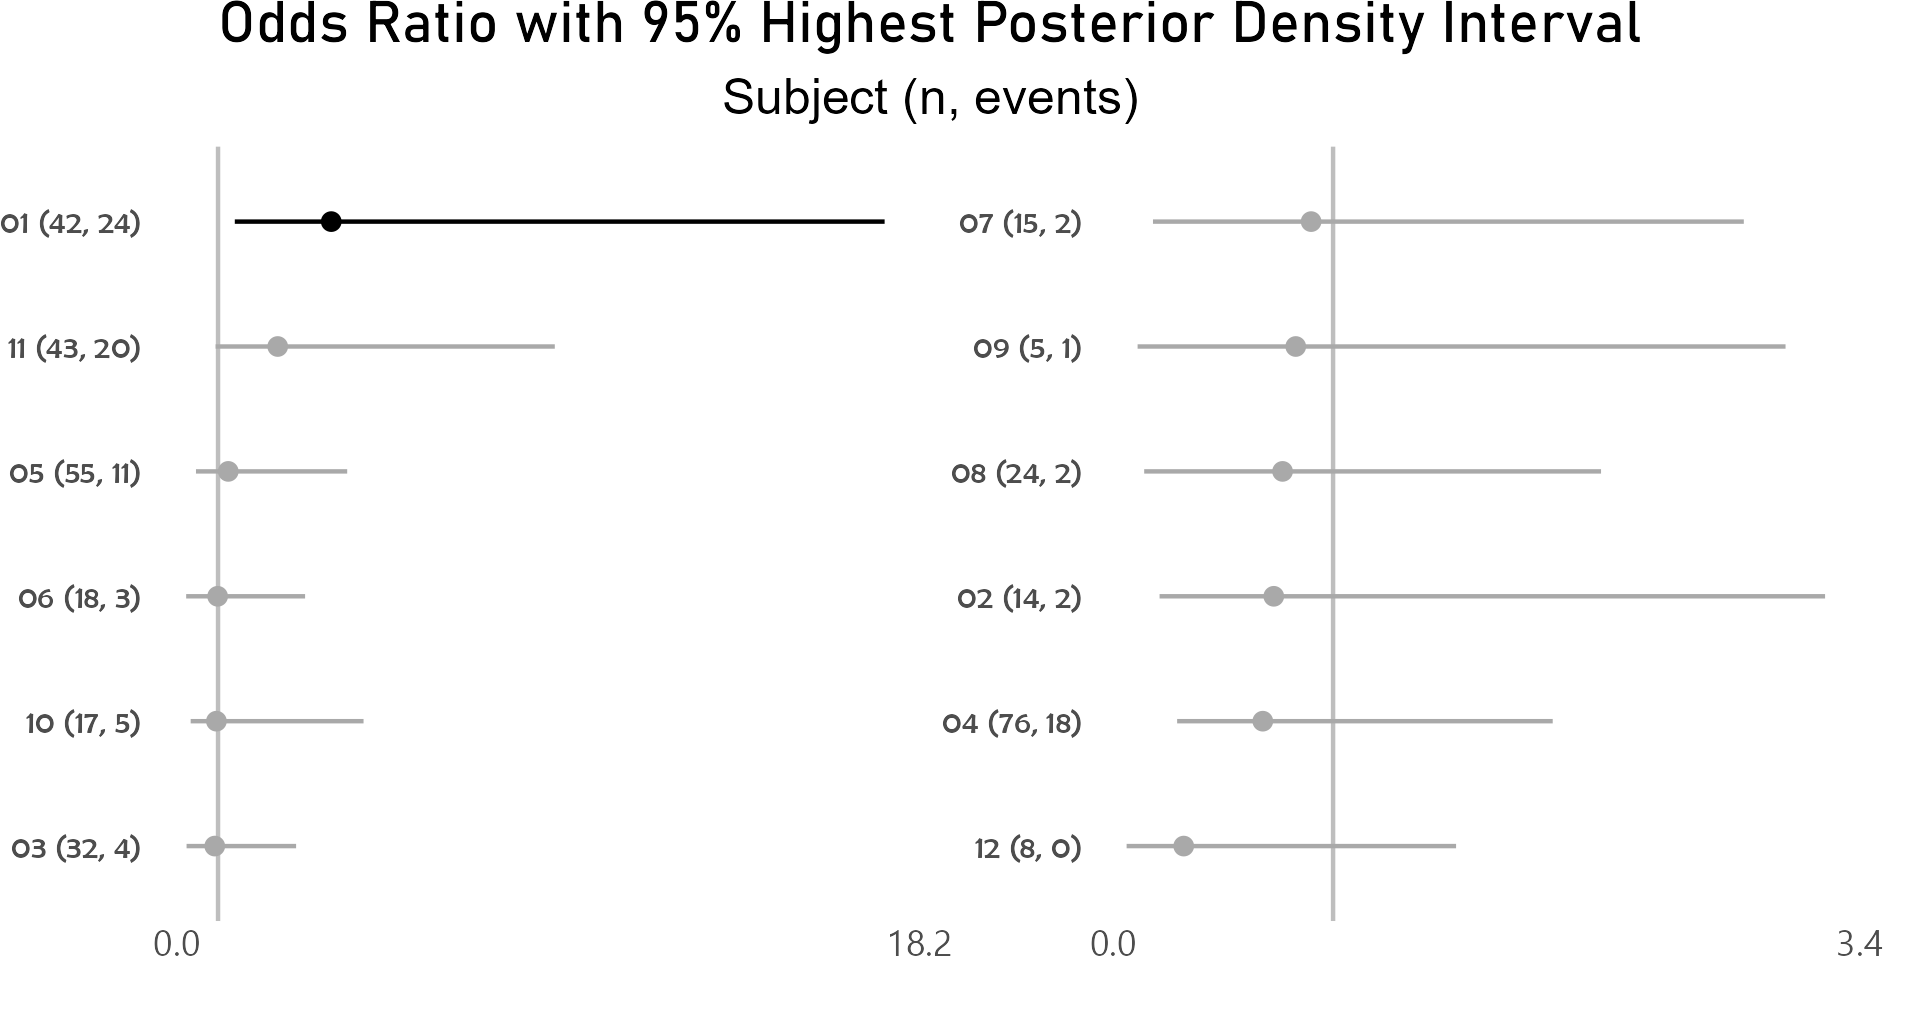 Odds Ratio with 95% Highest Posterior Density Interval
Subject (n, events)
01 (42, 24)
11 (43, 20)
05 (55, 11)
06 (18, 3)
10 (17, 5)
03 (32, 4)
0.0 18.2
07 (15, 2)
09 (5, 1)
08 (24, 2)
02 (14, 2)
04 (76, 18)
12 (8, 0)
0.0 3.4